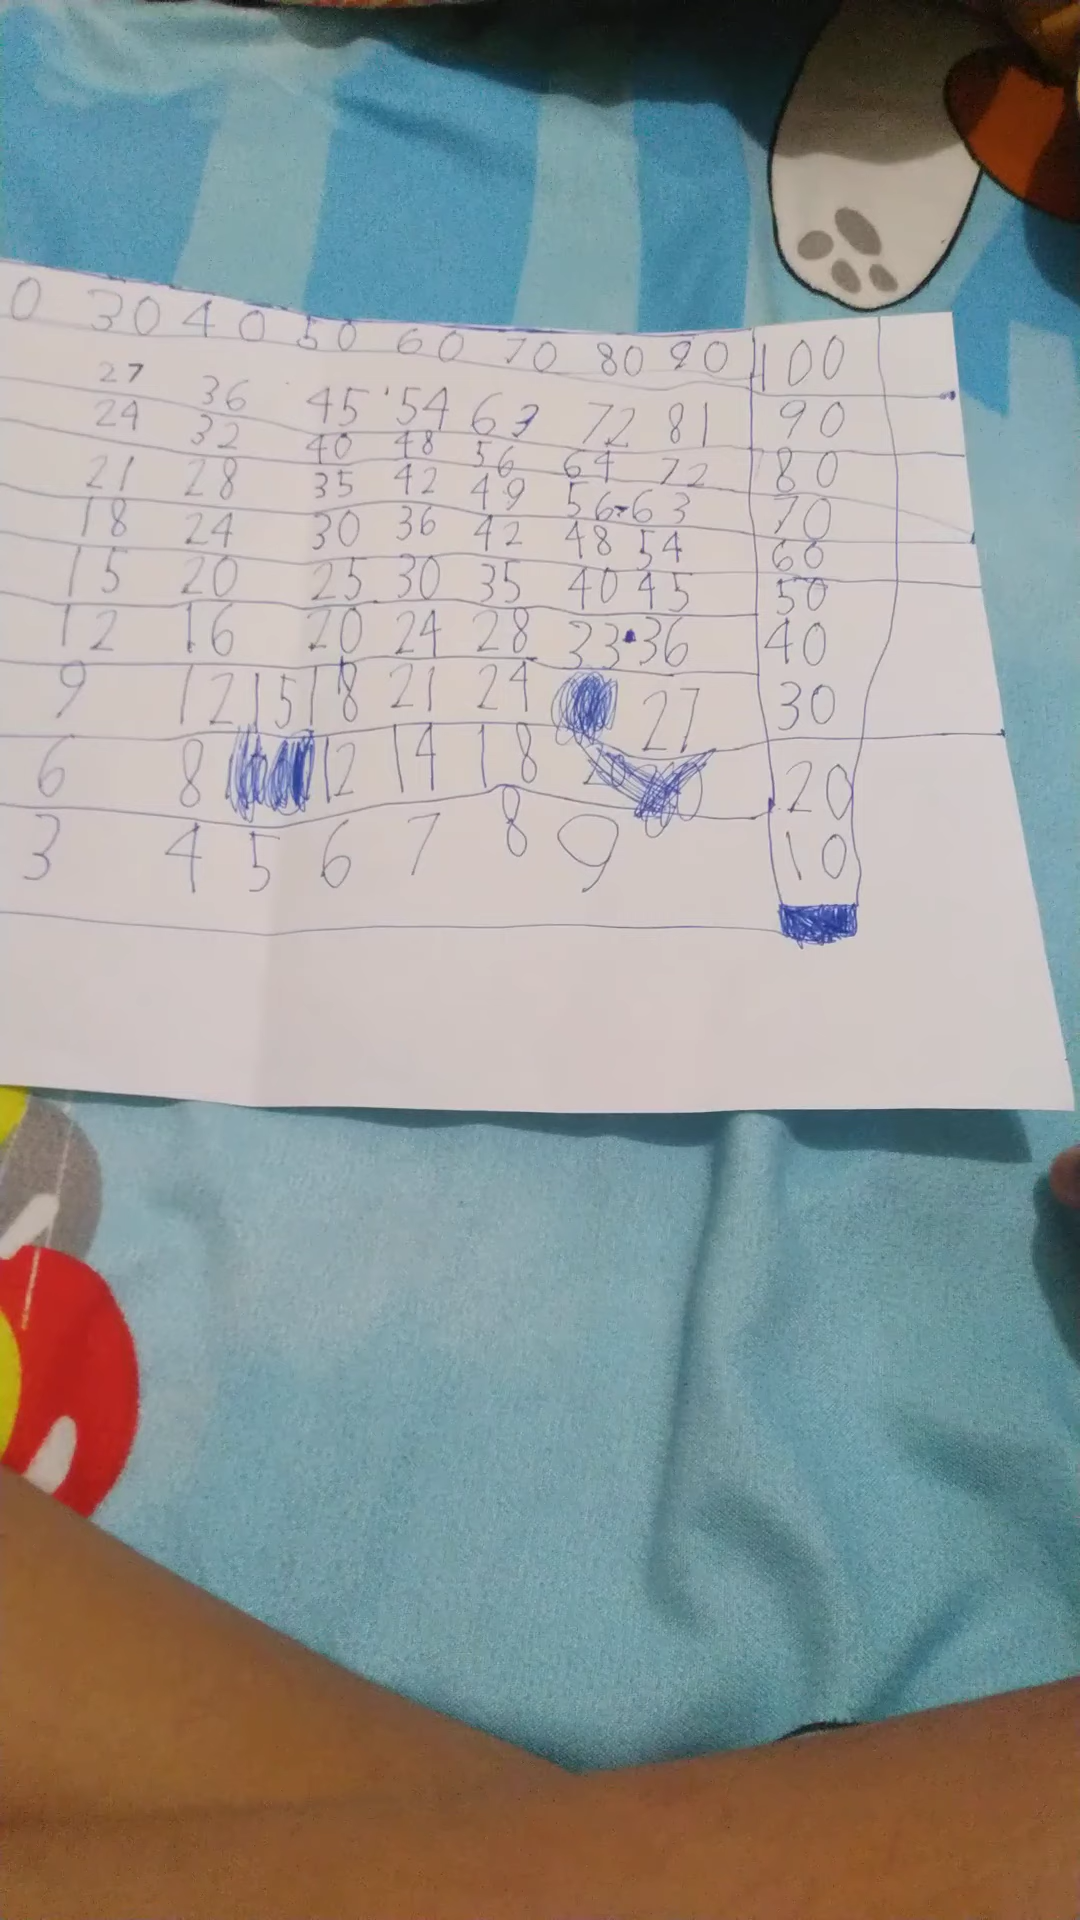 0 30 40 50 60 70 80 90 100
27 36 45 54 63 72 81 90
24 32 40 48 56 64 72 80
21 28 35 42 49 56 63 70
18 24 30 36 42 48 54 60
15 20 25 30 35 40 45 50
12 16 20 24 28 33 36 40
9 12 15 18 21 24 27 30
6 8 12 14 18 20
3 4 5 6 7 8 9 10